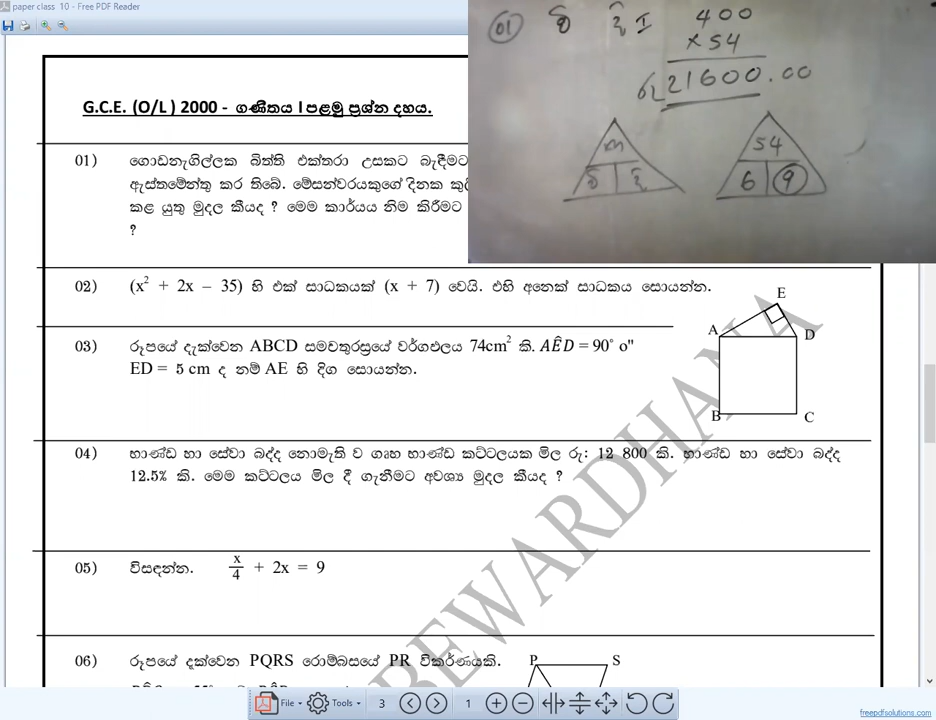 paper class 10 - Free PDF Reader
01
400
×54
රු 21600.00
54
6 9
G.C.E. (O/L) 2000 - ගණිතය I පළමු ප්‍රශ්න දහය.
01) ගොඩනැගිල්ලක බිත්ති එක්තරා උසකට බැඳීමට
ඇස්තමේන්තු කර තිබේ. මේසන්වරයකුගේ දිනක
කළ යුතු මුදල කීයද ? මෙම කාර්යය නිම කිරීමට
?
02) (x² + 2x – 35) හි එක් සාධකයක් (x + 7) වෙයි. එහි අනෙක් සාධකය සොයන්න.
03) රූපයේ දැක්වෙන ABCD සමචතුරස්‍රයේ වර්ගඵලය 74cm² කි. AÊD = 90° o"
ED = 5 cm ද නම් AE හි දිග සොයන්න.
E
A
D
B
C
04) භාණ්ඩ හා සේවා බද්ද නොමැති ව ගෘහ භාණ්ඩ කට්ටලයක මිල රු: 12 800 කි. භාණ්ඩ හා සේවා බද්ද
12.5% කි. මෙම කට්ටලය මිල දී ගැනීමට අවශ්‍ය මුදල කීයද ?
05) විසඳන්න. x/4 + 2x = 9
06) රූපයේ දැක්වෙන PQRS රොම්බසයේ PR විකර්ණයකි.
P S
BEWARDHANA
File Tools 3 1
freepdfsolutions.com